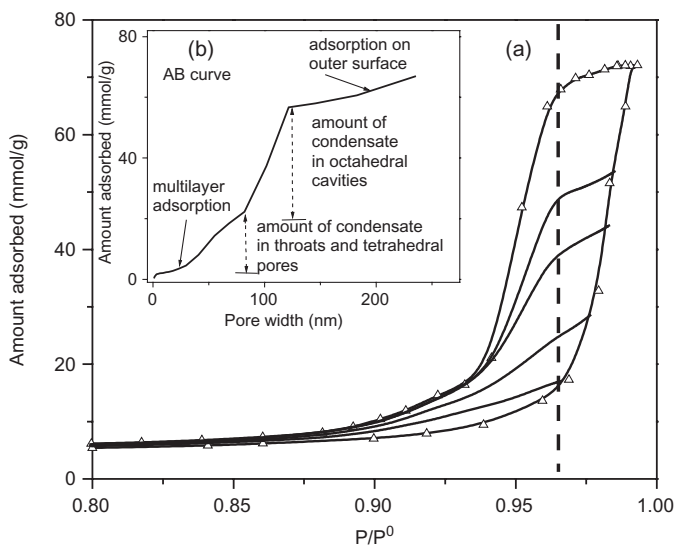 80
(b)
(a)
adsorption on
outer surface
AB curve
Amount adsorbed (mmol/g)
80
40
0
amount of
condensate
in octahedral
cavities
multilayer
adsorption
amount of condensate
in throats and tetrahedral
pores
0
100
200
Pore width (nm)
Amount adsorbed (mmol/g)
60
40
20
0
0.80
0.85
0.90
0.95
1.00
P/P⁰